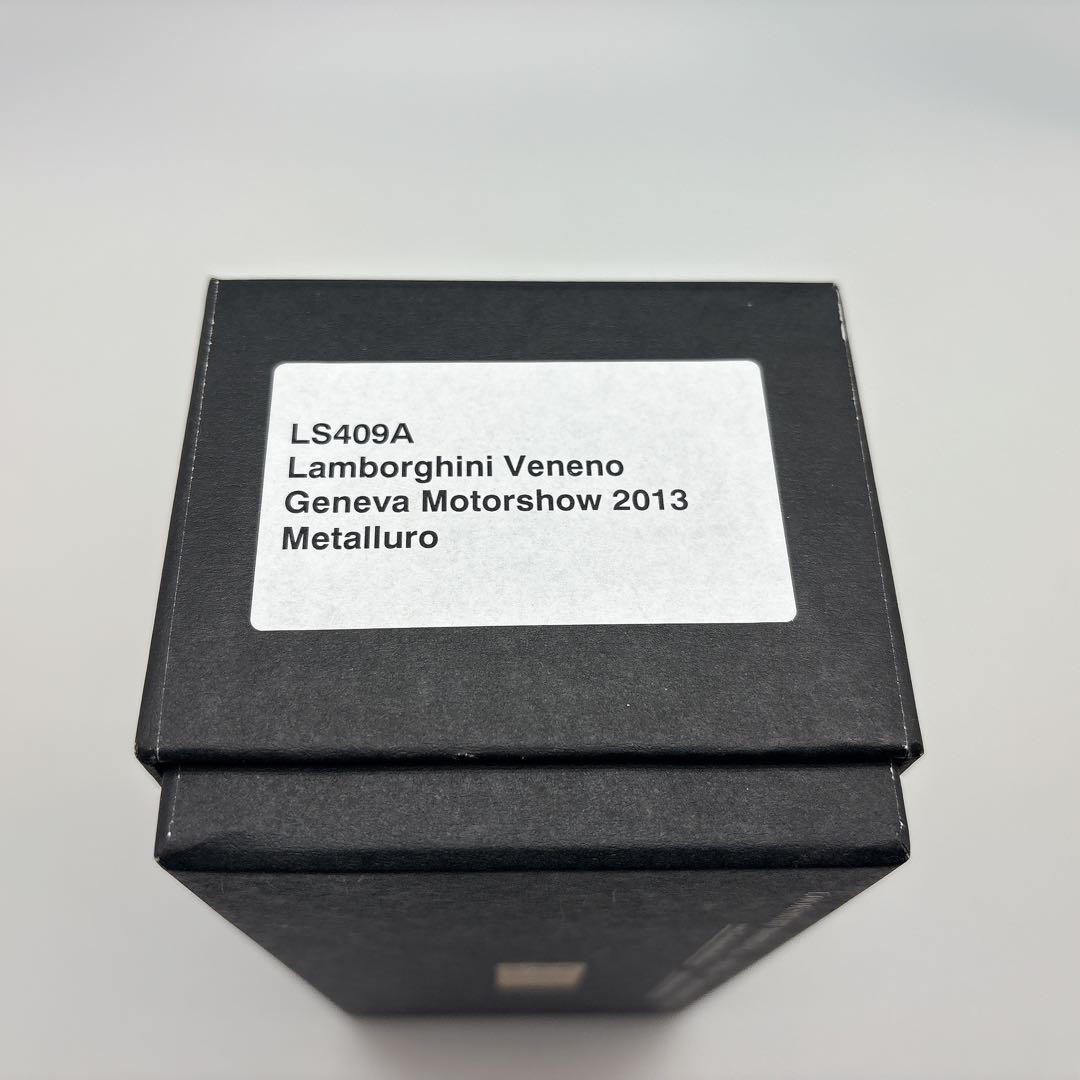 LS409A
Lamborghini Veneno
Geneva Motorshow 2013
Metalluro